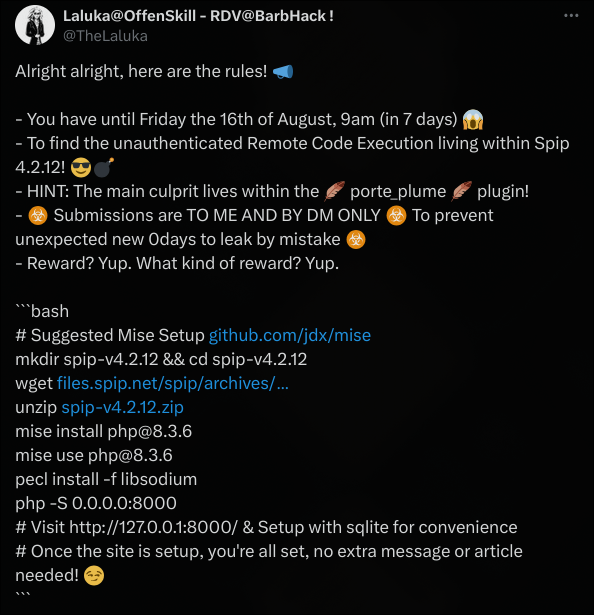 Laluka@OffenSkill - RDV@BarbHack !
@TheLaluka
Alright alright, here are the rules! 📣
- You have until Friday the 16th of August, 9am (in 7 days) 😱
- To find the unauthenticated Remote Code Execution living within Spip
4.2.12! 😎💣
- HINT: The main culprit lives within the 🪶 porte_plume 🪶 plugin!
- ☣️ Submissions are TO ME AND BY DM ONLY ☣️ To prevent
unexpected new 0days to leak by mistake ☣️
- Reward? Yup. What kind of reward? Yup.
```bash
# Suggested Mise Setup github.com/jdx/mise
mkdir spip-v4.2.12 && cd spip-v4.2.12
wget files.spip.net/spip/archives/...
unzip spip-v4.2.12.zip
mise install php@8.3.6
mise use php@8.3.6
pecl install -f libsodium
php -S 0.0.0.0:8000
# Visit http://127.0.0.1:8000/ & Setup with sqlite for convenience
# Once the site is setup, you're all set, no extra message or article
needed! 😏
```